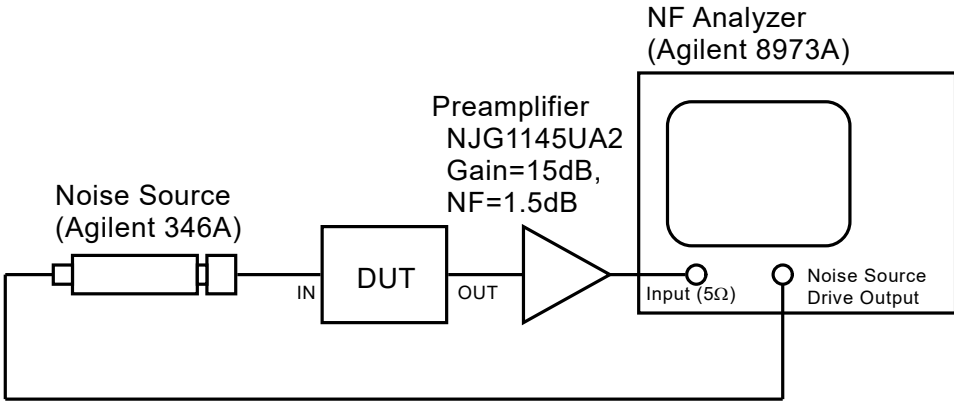 NF Analyzer
(Agilent 8973A)
Preamplifier
NJG1145UA2
Gain=15dB,
NF=1.5dB
Noise Source
(Agilent 346A)
IN
DUT
OUT
Input (5Ω)
Noise Source
Drive Output